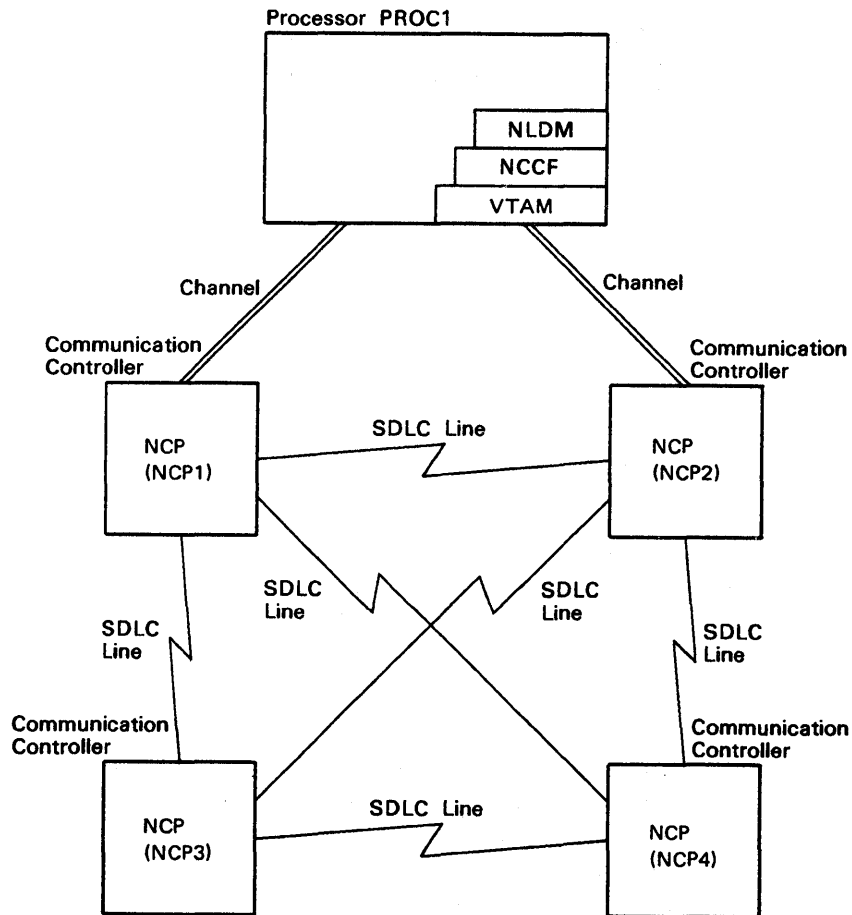 Processor PROC1
NLDM
NCCF
VTAM
Channel
Channel
Communication
Controller
Communication
Controller
NCP
(NCP1)
SDLC Line
NCP
(NCP2)
SDLC
Line
SDLC
Line
SDLC
Line
SDLC
Line
Communication
Controller
Communication
Controller
NCP
(NCP3)
SDLC Line
NCP
(NCP4)